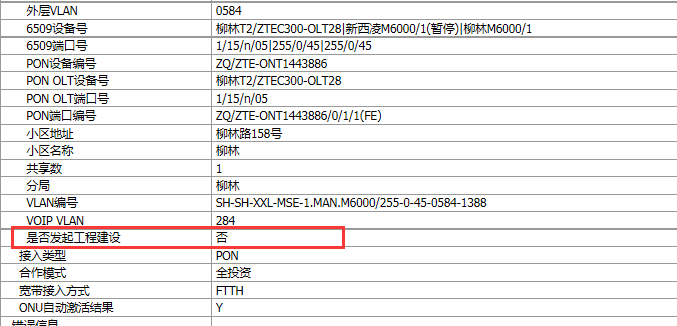 外层VLAN 0584
6509设备号 柳林T2/ZTEC300-OLT28|新西凌M6000/1(暂停)|柳林M6000/1
6509端口号 1/15/n/05|255/0/45|255/0/45
PON设备编号 ZQ/ZTE-ONT1443886
PON OLT设备号 柳林T2/ZTEC300-OLT28
PON OLT端口号 1/15/n/05
PON端口编号 ZQ/ZTE-ONT1443886/0/1/1(FE)
小区地址 柳林路158号
小区名称 柳林
共享数 1
分局 柳林
VLAN编号 SH-SH-XXL-MSE-1.MAN.M6000/255-0-45-0584-1388
VOIP VLAN 284
是否发起工程建设 否
接入类型 PON
合作模式 全投资
宽带接入方式 FTTH
ONU自动激活结果 Y
错误信息